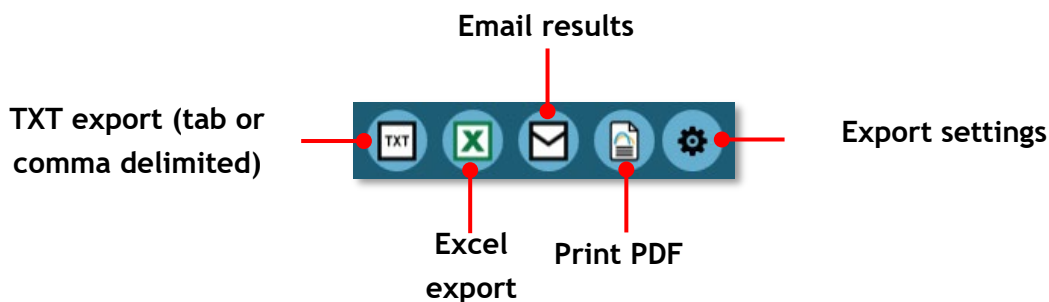 Email results
TXT export (tab or
comma delimited)
TXT
X
Export settings
Excel
export
Print PDF